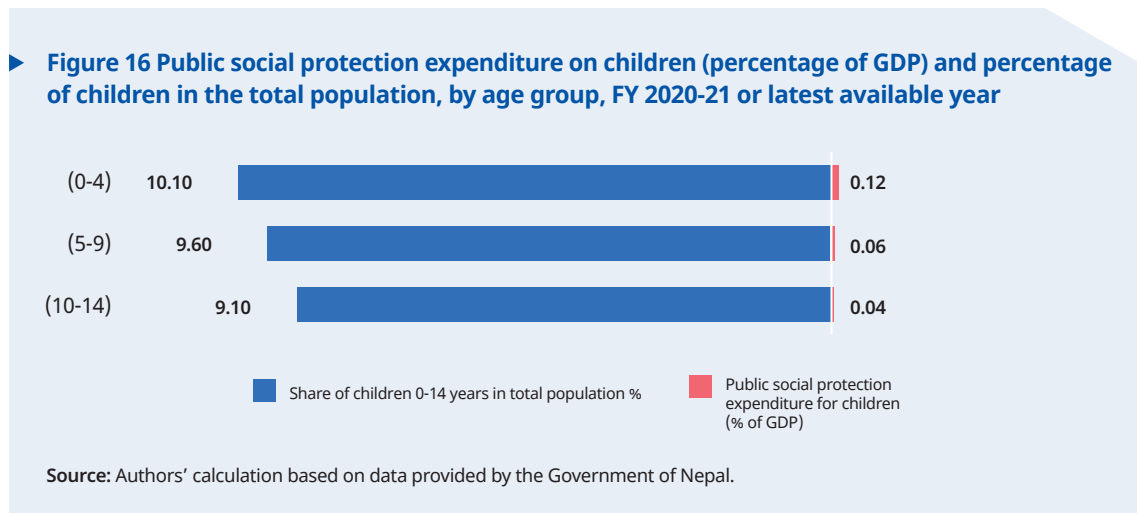 Figure 16 Public social protection expenditure on children (percentage of GDP) and percentage
of children in the total population, by age group, FY 2020-21 or latest available year
(0-4) 10.10 0.12
(5-9) 9.60 0.06
(10-14) 9.10 0.04
Share of children 0-14 years in total population %
Public social protection
expenditure for children
(% of GDP)
Source: Authors’ calculation based on data provided by the Government of Nepal.